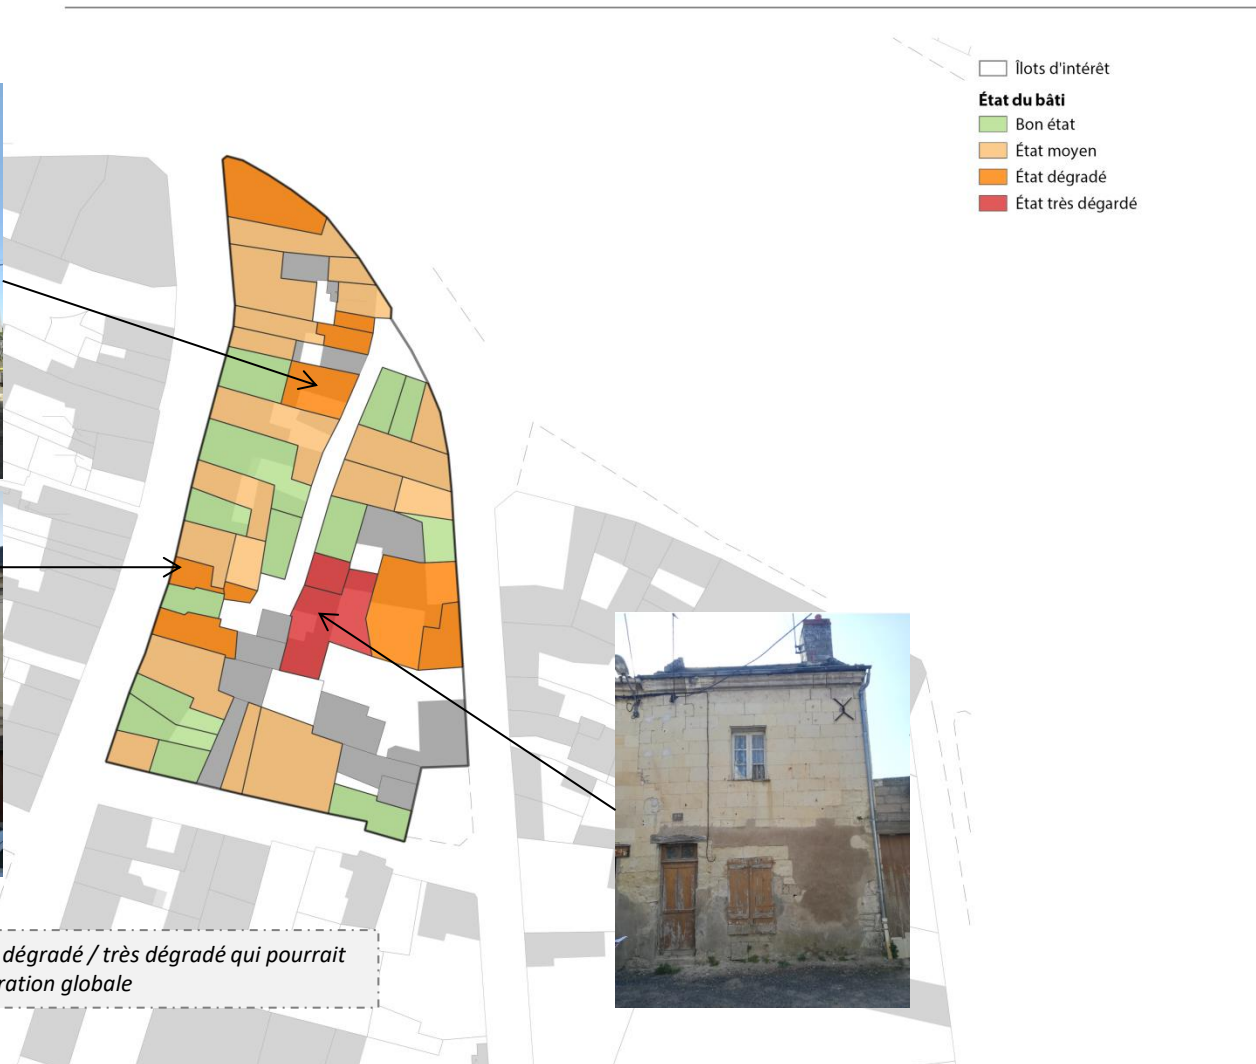 Îlots d'intérêt
État du bâti
Bon état
État moyen
État dégradé
État très dégardé
dégradé / très dégradé qui pourrait
ration globale